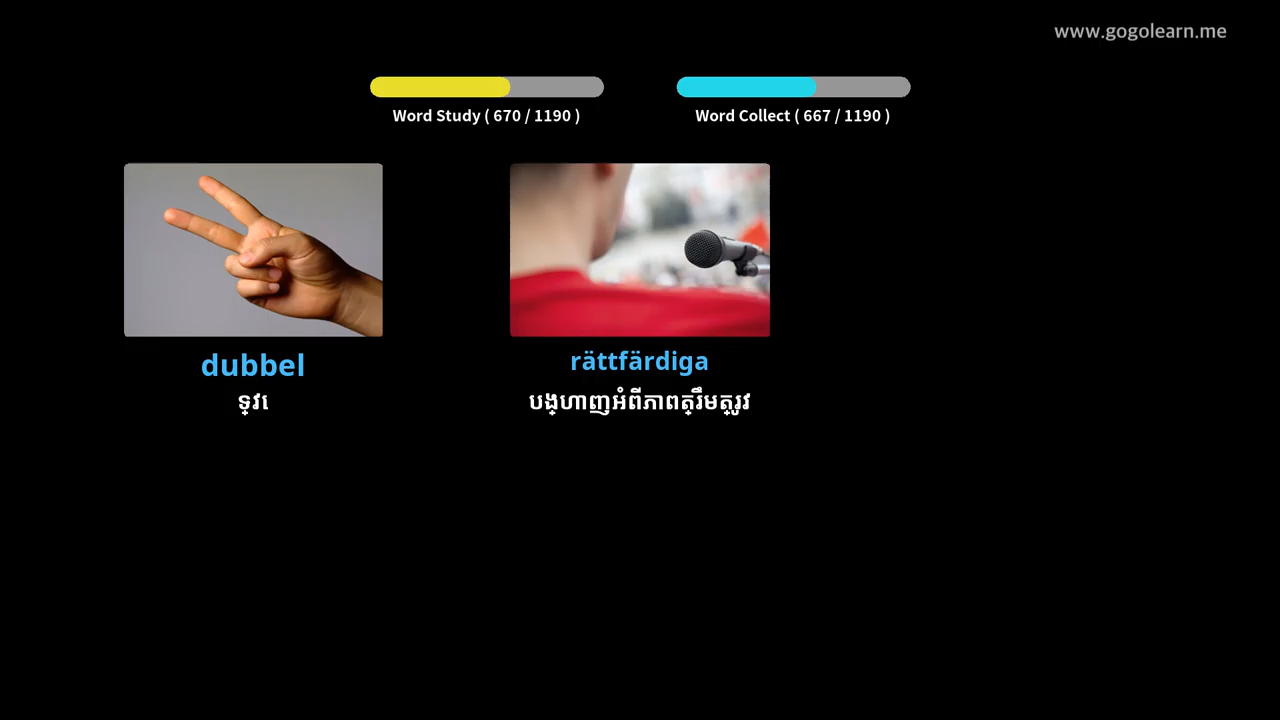 www.gogolearn.me
Word Study ( 670 / 1190 )
Word Collect ( 667 / 1190 )
dubbel
rättfärdiga
ទ្វេ
បង្ហាញអំពីភាពត្រឹមត្រូវ